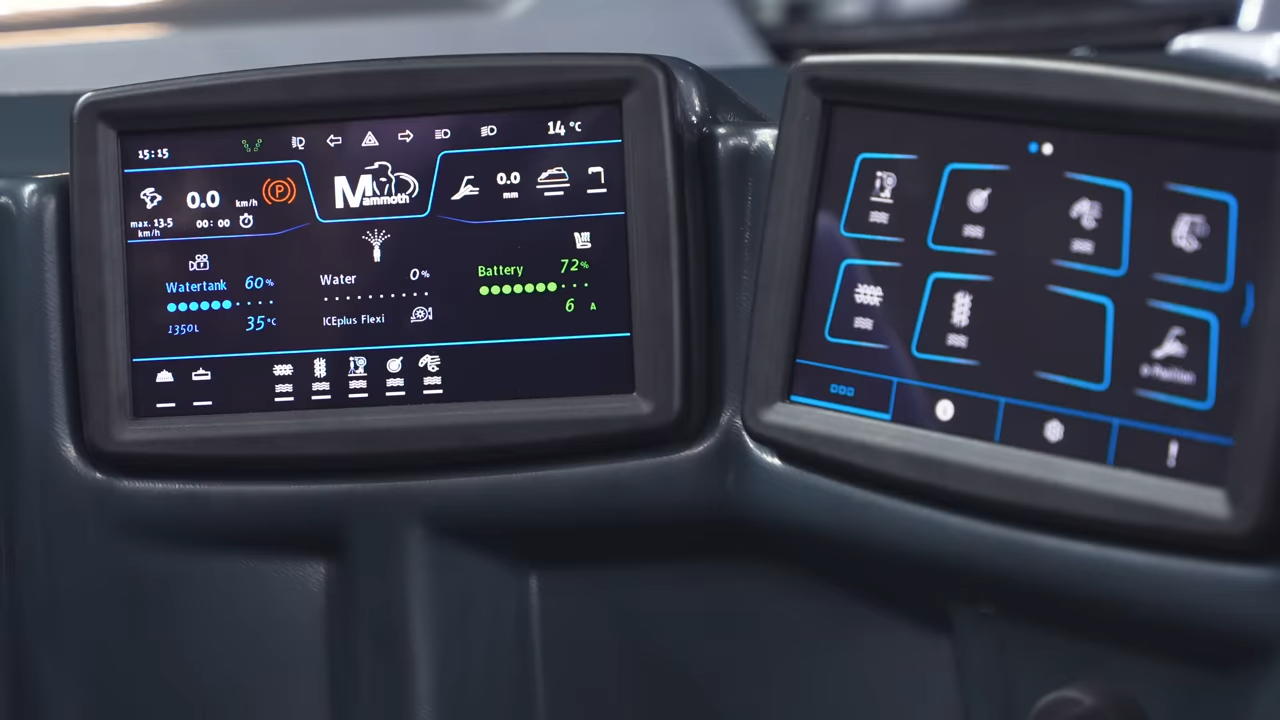 15:15
14 °C
0.0 km/h
P
max. 13.5 km/h
00:00
Mammoth
0.0
mm
Watertank 60%
1350L 35°C
Water 0%
ICEplus Flexi
Battery 72%
6 A